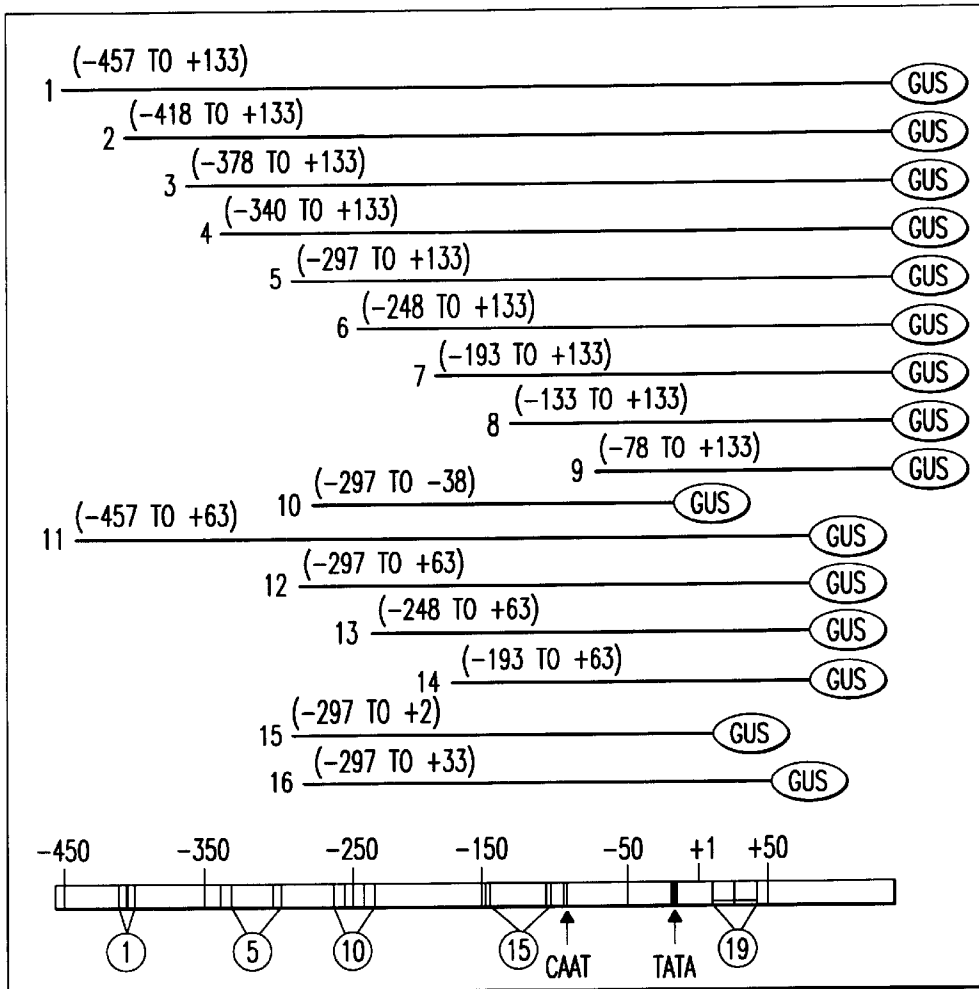 (-457 TO +133)
1 GUS
(-418 TO +133)
2 GUS
(-378 TO +133)
3 GUS
(-340 TO +133)
4 GUS
(-297 TO +133)
5 GUS
(-248 TO +133)
6 GUS
(-193 TO +133)
7 GUS
(-133 TO +133)
8 GUS
(-78 TO +133)
9 GUS
(-297 TO -38)
10 GUS
(-457 TO +63)
11 GUS
(-297 TO +63)
12 GUS
(-248 TO +63)
13 GUS
(-193 TO +63)
14 GUS
(-297 TO +2)
15 GUS
(-297 TO +33)
16 GUS
-450 -350 -250 -150 -50 +1 +50
1 5 10 15 CAAT TATA 19